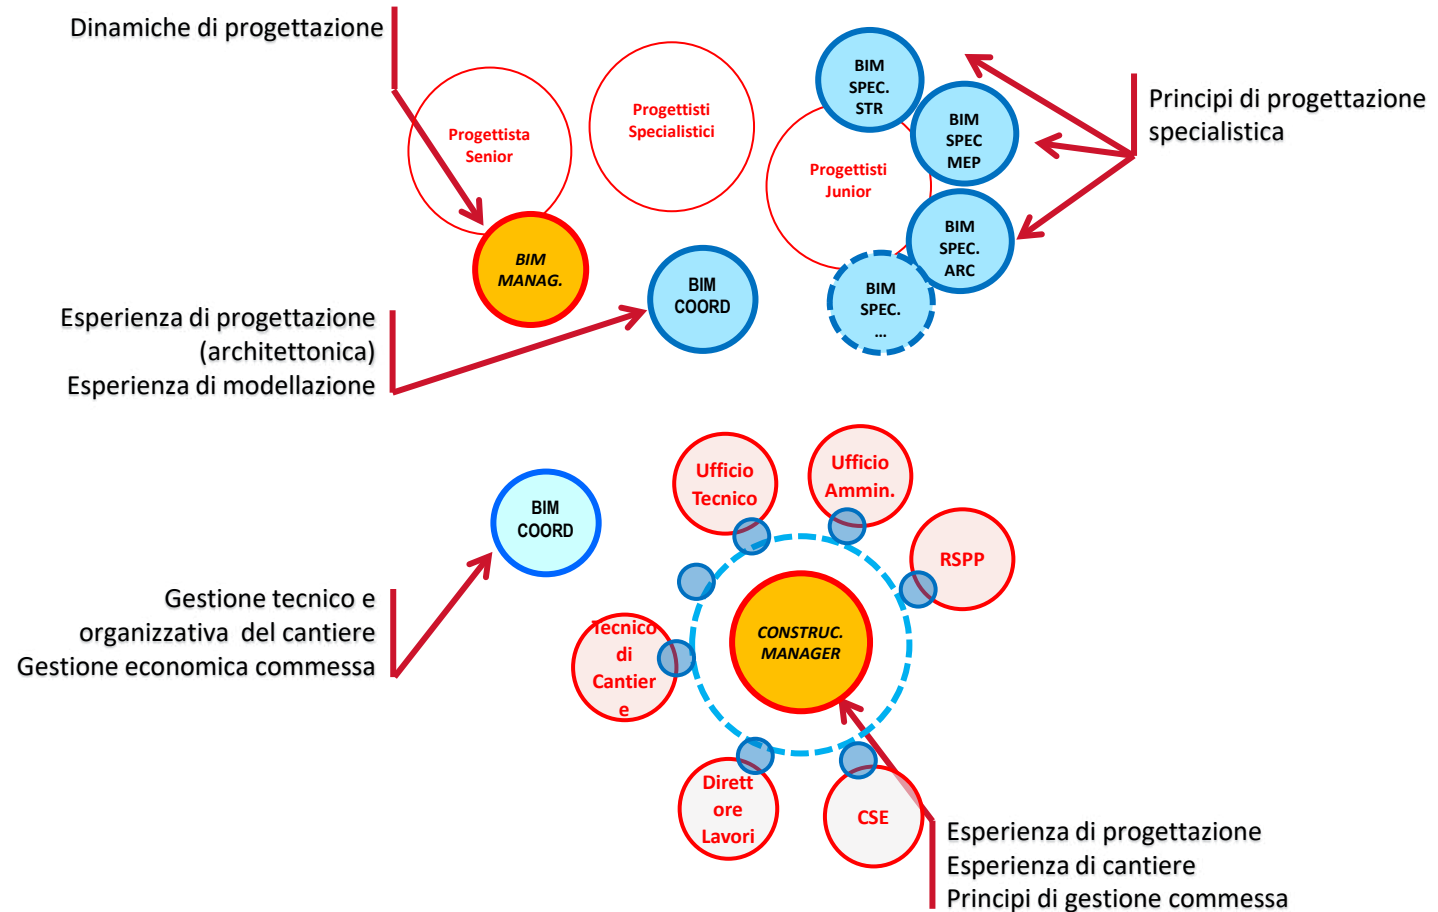 Dinamiche di progettazione
Progettista
Senior
Progettisti
Specialistici
Progettisti
Junior
BIM
SPEC.
STR
BIM
SPEC
MEP
BIM
SPEC.
ARC
BIM
SPEC.
...
Principi di progettazione
specialistica
BIM
MANAG.
BIM
COORD
Esperienza di progettazione
(architettonica)
Esperienza di modellazione
BIM
COORD
Ufficio
Tecnico
Ufficio
Ammin.
RSPP
Gestione tecnico e
organizzativa del cantiere
Gestione economica commessa
Tecnico
di
Cantier
e
CONSTRUC.
MANAGER
Dirett
ore
Lavori
CSE
Esperienza di progettazione
Esperienza di cantiere
Principi di gestione commessa